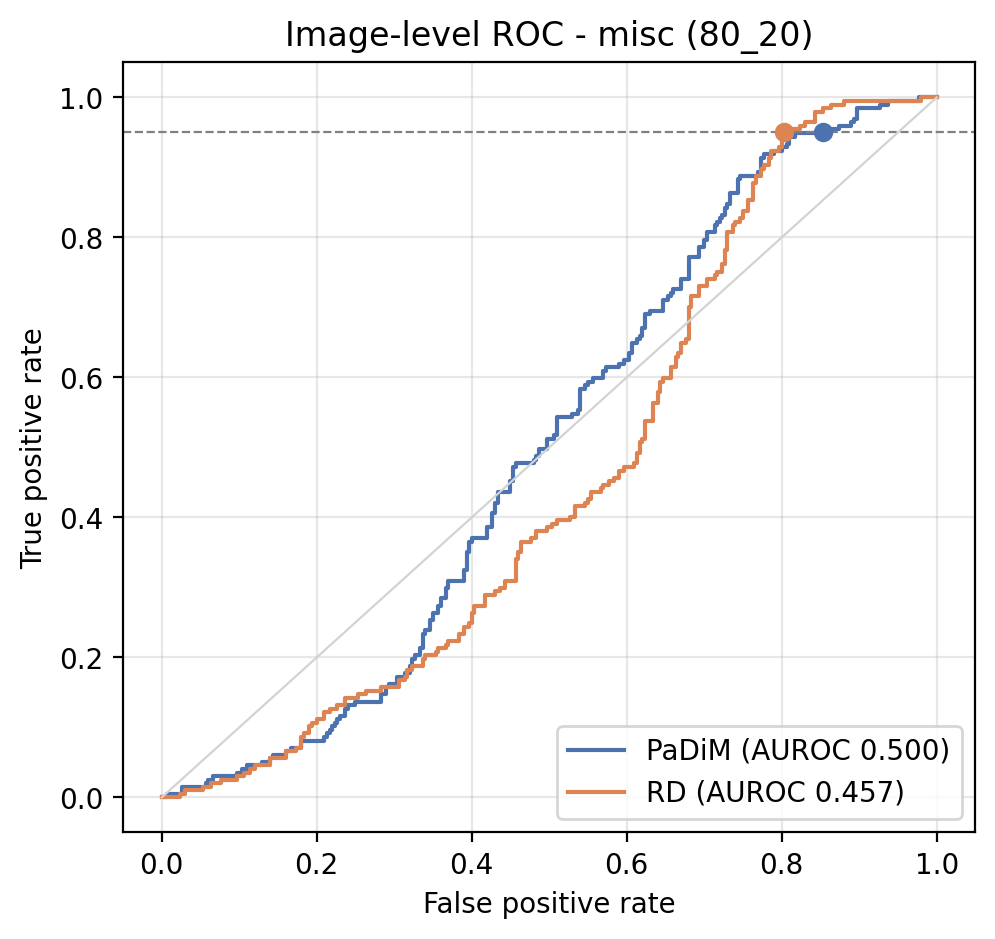 Image-level ROC - misc (80_20)
True positive rate
1.0
0.8
0.6
0.4
0.2
0.0
PaDiM (AUROC 0.500)
RD (AUROC 0.457)
0.0 0.2 0.4 0.6 0.8 1.0
False positive rate